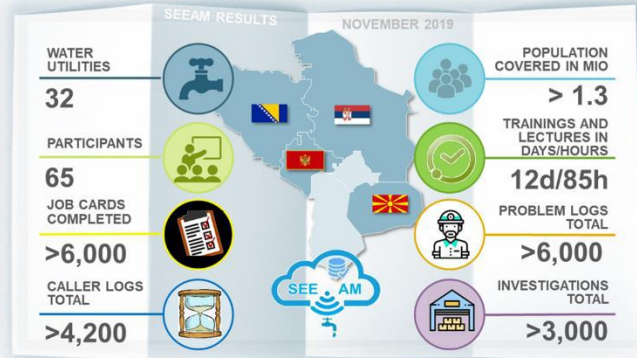 SEEAM RESULTS
NOVEMBER 2019
WATER
UTILITIES
32
PARTICIPANTS
65
JOB CARDS
COMPLETED
>6,000
CALLER LOGS
TOTAL
>4,200
SEE AM
POPULATION
COVERED IN MIO
> 1.3
TRAININGS AND
LECTURES IN
DAYS/HOURS
12d/85h
PROBLEM LOGS
TOTAL
>6,000
INVESTIGATIONS
TOTAL
>3,000